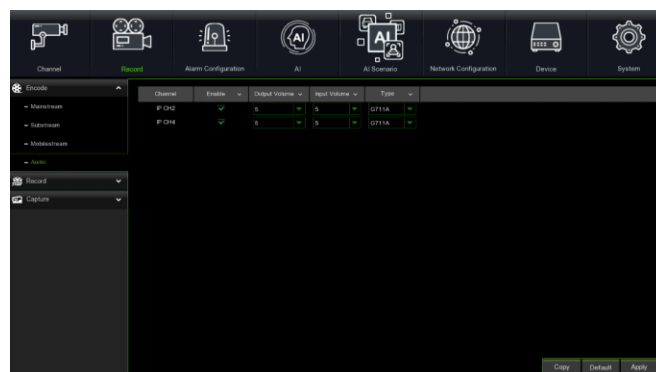 Channel Record Alarm Configuration AI AI Scenario Network Configuration Device System
Encode
Mainstream
Substream
Mobilestream
Audio
Record
Capture
Channel Enable Output Volume Input Volume Type
IP CH2 5 5 G711A
IP CH4 5 5 G711A
Copy Default Apply